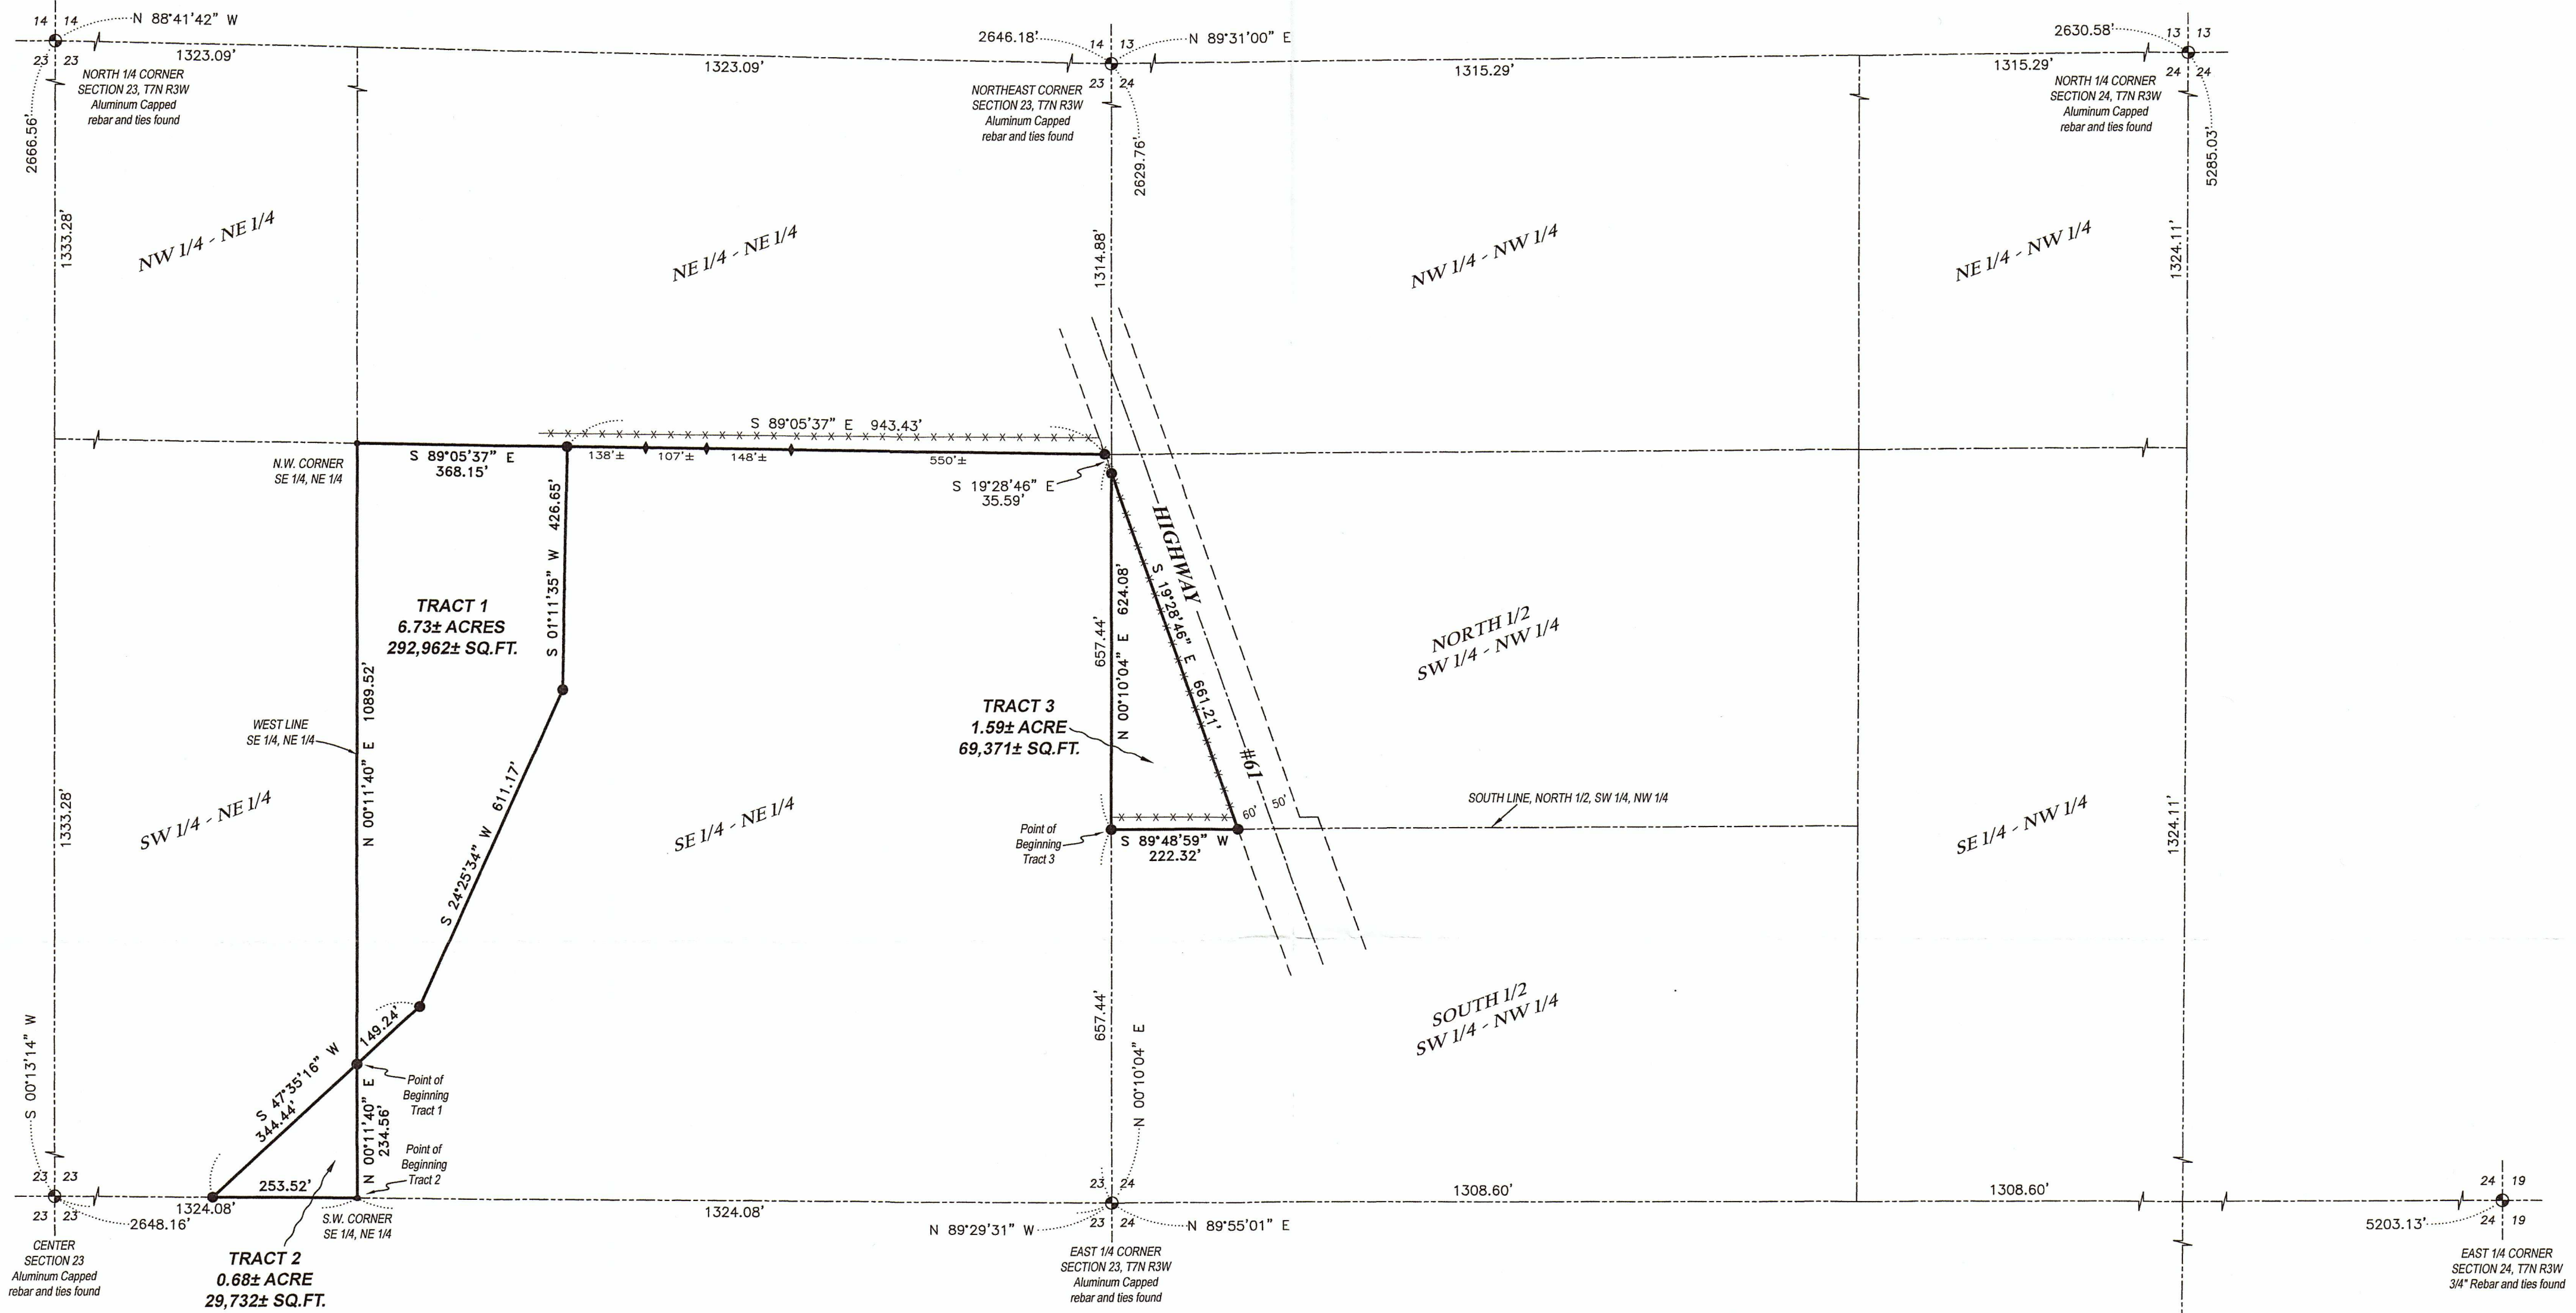 14 14
N 88°41'42" W
23 23
NORTH 1/4 CORNER
SECTION 23, T7N R3W
Aluminum Capped
rebar and ties found
1323.09'
1323.09'
2646.18'
14 13
N 89°31'00" E
23 24
NORTHEAST CORNER
SECTION 23, T7N R3W
Aluminum Capped
rebar and ties found
1315.29'
1315.29'
2630.58'
13 13
24 24
NORTH 1/4 CORNER
SECTION 24, T7N R3W
Aluminum Capped
rebar and ties found
2666.56'
2629.76'
5285.03'
1333.28'
1314.88'
1324.11'
NW 1/4 - NE 1/4
NE 1/4 - NE 1/4
NW 1/4 - NW 1/4
NE 1/4 - NW 1/4
S 89°05'37" E 943.43'
138'±
107'±
148'±
550'±
S 89°05'37" E
368.15'
N.W. CORNER
SE 1/4, NE 1/4
S 19°28'46" E
35.59'
S 01°11'35" W 426.65'
HIGHWAY
#61
S 19°28'46" E 661.21'
TRACT 1
6.73± ACRES
292,962± SQ.FT.
N 00°11'40" E 1089.52'
WEST LINE
SE 1/4, NE 1/4
657.44'
N 00°10'04" E 624.08'
NORTH 1/2
SW 1/4 - NW 1/4
TRACT 3
1.59± ACRE
69,371± SQ.FT.
60'
50'
SOUTH LINE, NORTH 1/2, SW 1/4, NW 1/4
1333.28'
SW 1/4 - NE 1/4
S 24°25'34" W 611.17'
SE 1/4 - NE 1/4
Point of
Beginning
Tract 3
S 89°48'59" W
222.32'
SE 1/4 - NW 1/4
1324.11'
S 00°13'14" W
S 47°35'16" W
344.44'
149.24'
Point of
Beginning
Tract 1
N 00°11'40" E
234.56'
Point of
Beginning
Tract 2
657.44'
N 00°10'04" E
SOUTH 1/2
SW 1/4 - NW 1/4
23 23
23 23
2648.16'
CENTER
SECTION 23
Aluminum Capped
rebar and ties found
253.52'
1324.08'
S.W. CORNER
SE 1/4, NE 1/4
TRACT 2
0.68± ACRE
29,732± SQ.FT.
1324.08'
23 24
23 24
N 89°29'31" W
N 89°55'01" E
EAST 1/4 CORNER
SECTION 23, T7N R3W
Aluminum Capped
rebar and ties found
1308.60'
1308.60'
24 19
24 19
5203.13'
EAST 1/4 CORNER
SECTION 24, T7N R3W
3/4" Rebar and ties found